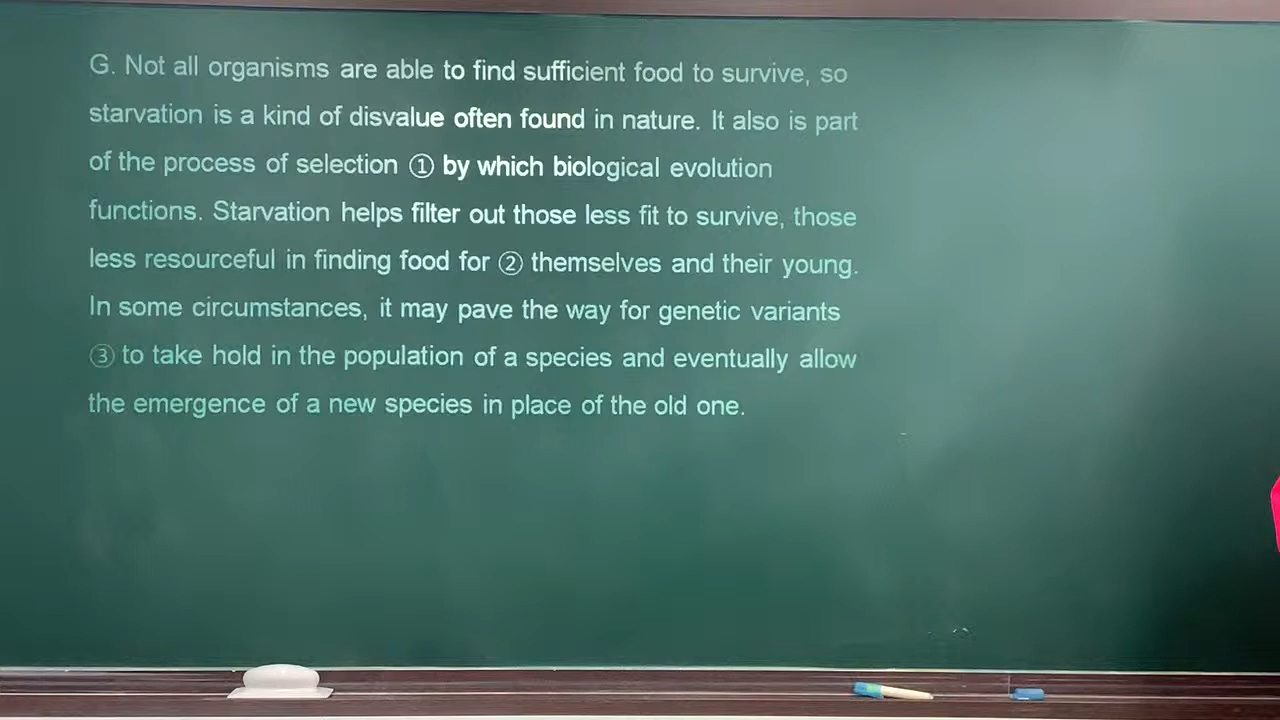 G. Not all organisms are able to find sufficient food to survive, so
starvation is a kind of disvalue often found in nature. It also is part
of the process of selection ① by which biological evolution
functions. Starvation helps filter out those less fit to survive, those
less resourceful in finding food for ② themselves and their young.
In some circumstances, it may pave the way for genetic variants
③ to take hold in the population of a species and eventually allow
the emergence of a new species in place of the old one.